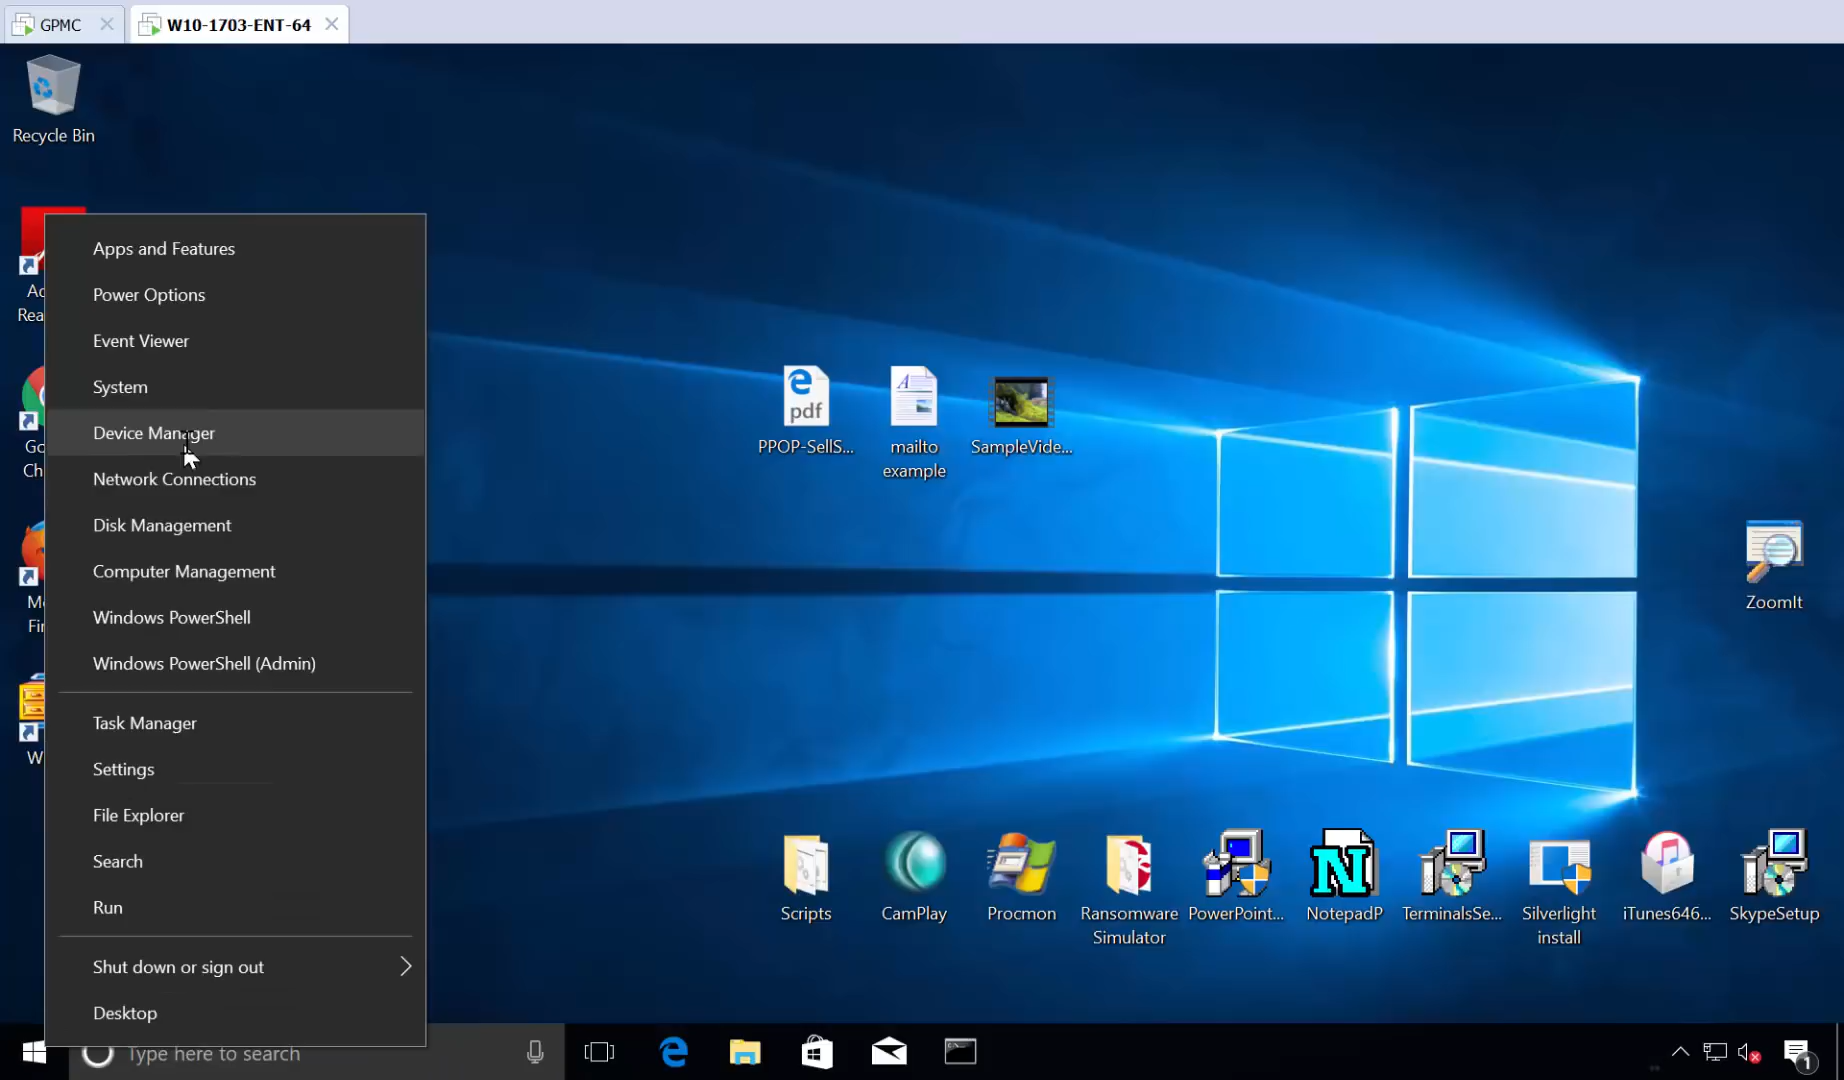 GPMC
W10-1703-ENT-64
Recycle Bin
Apps and Features
Power Options
Event Viewer
System
Device Manager
Network Connections
Disk Management
Computer Management
Windows PowerShell
Windows PowerShell (Admin)
Task Manager
Settings
File Explorer
Search
Run
Shut down or sign out
Desktop
Type here to search
pdf
PPOP-SellS...
mailto
example
SampleVide...
ZoomIt
Scripts
CamPlay
Procmon
Ransomware
Simulator
PowerPoint...
N
NotepadP
TerminalsSe...
Silverlight
install
iTunes646...
SkypeSetup
1